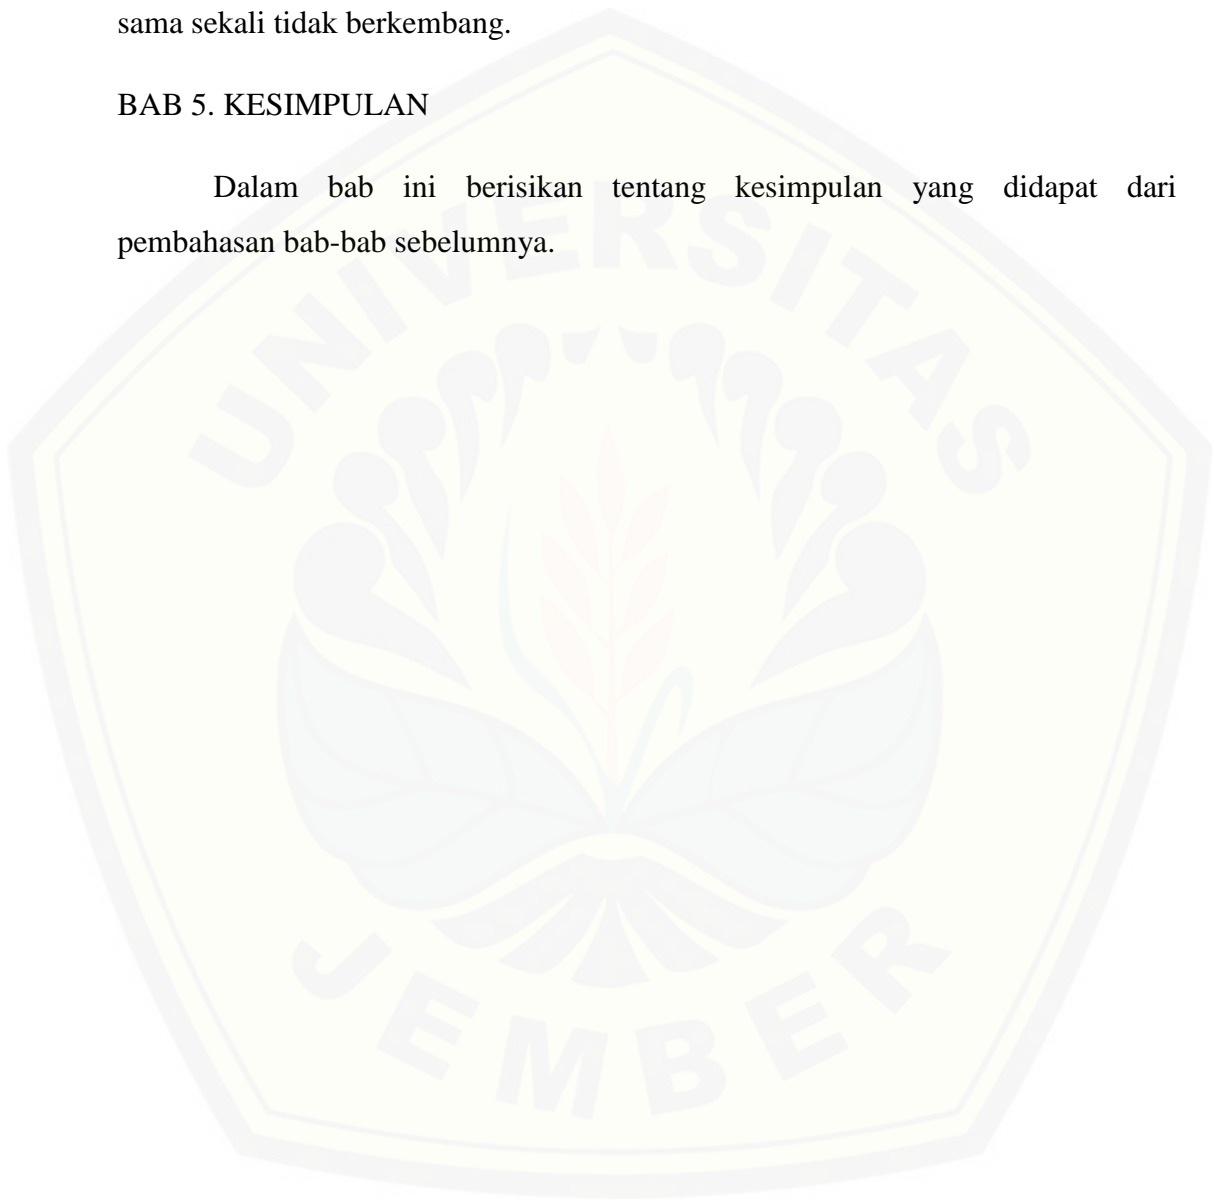 sama sekali tidak berkembang.
BAB 5. KESIMPULAN
Dalam bab ini berisikan tentang kesimpulan yang didapat dari
pembahasan bab-bab sebelumnya.
UNIVERSITAS
JEMBER